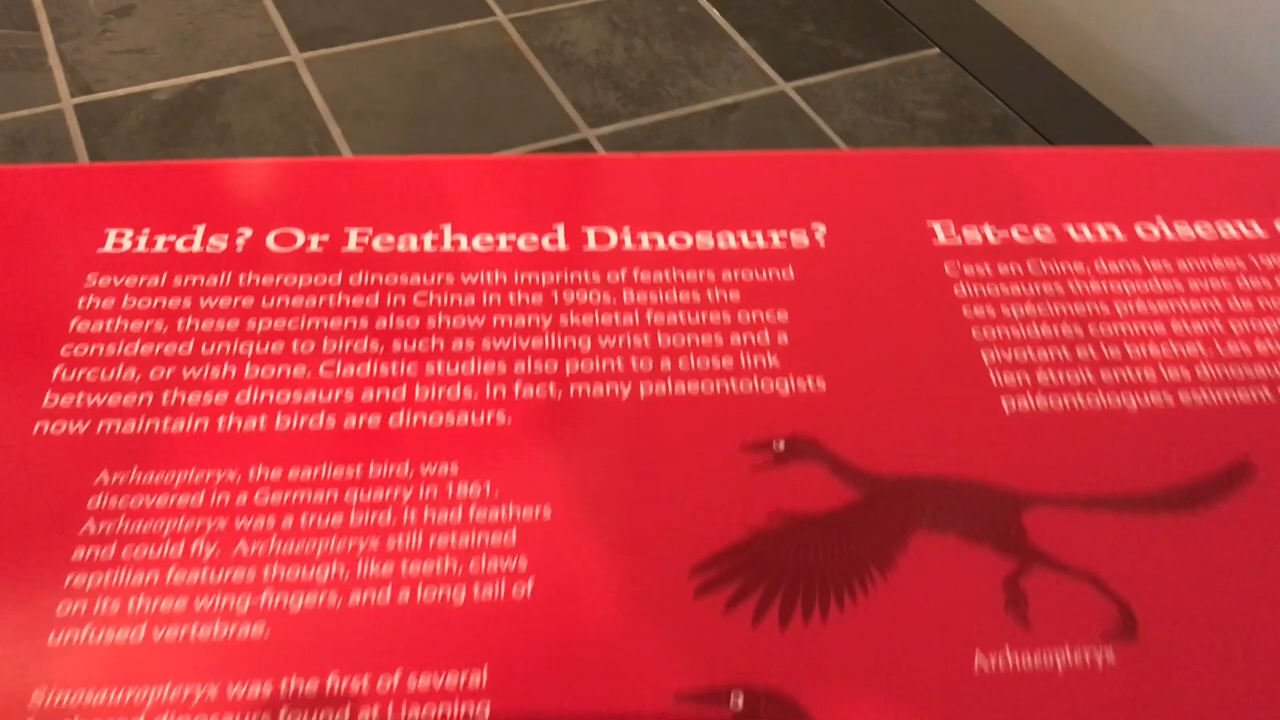 Birds? Or Feathered Dinosaurs?
Several small theropod dinosaurs with imprints of feathers around
the bones were unearthed in China in the 1990s. Besides the
feathers, these specimens also show many skeletal features once
considered unique to birds, such as swivelling wrist bones and a
furcula, or wish bone. Cladistic studies also point to a close link
between these dinosaurs and birds. In fact, many palaeontologists
now maintain that birds are dinosaurs.
Archaeopteryx, the earliest bird, was
discovered in a German quarry in 1861.
Archaeopteryx was a true bird. It had feathers
and could fly. Archaeopteryx still retained
reptilian features though, like teeth, claws
on its three wing-fingers, and a long tail of
unfused vertebrae.
Sinosauropteryx was the first of several
dinosaurs found at Liaoning
Est-ce un oiseau
C'est en Chine, dans les années
dinosaures théropodes avec des
ces spécimens présentent de
considérés comme étant
pivotant et le bréchet. Les
lien étroit entre les
paléontologues estiment
Archaeopteryx